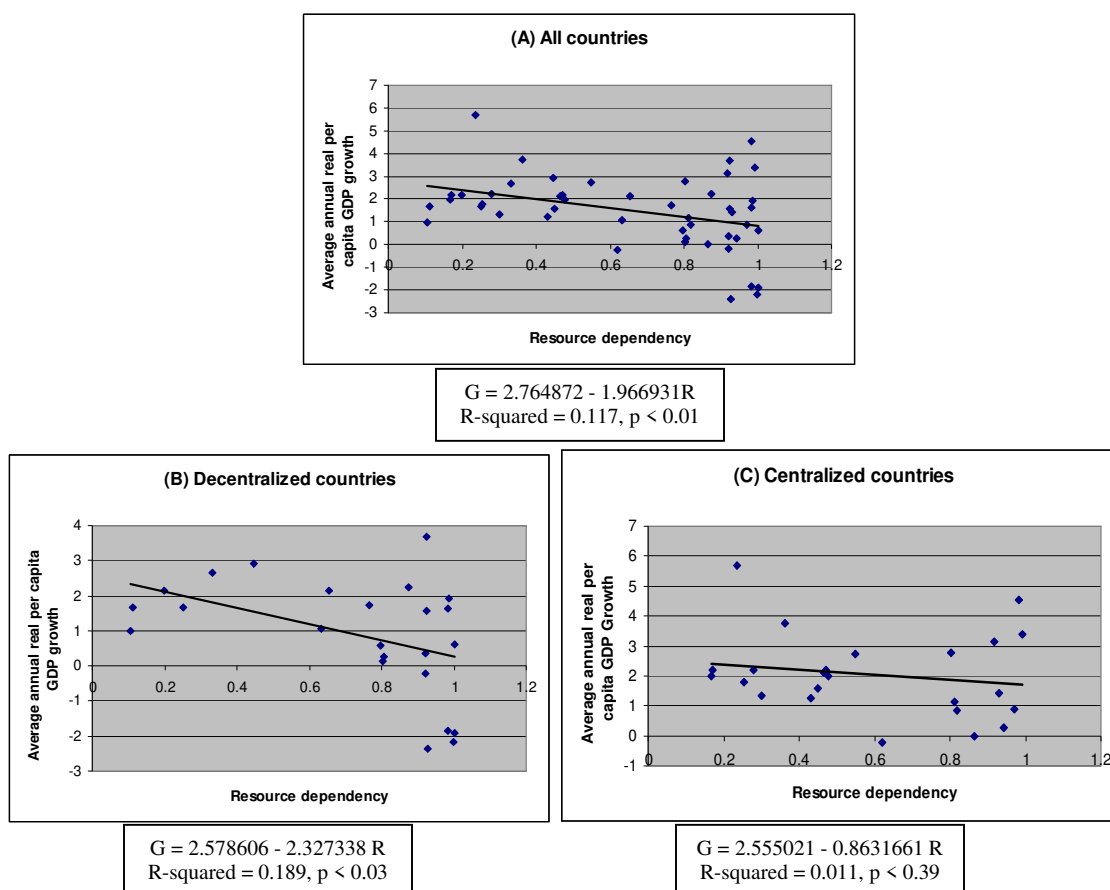 (A) All countries
7
6
5
4
3
2
1
0
-1
-2
-3
0
0.2
0.4
0.6
0.8
1
1.2
Average annual real per
capita GDP growth
Resource dependency
G = 2.764872 - 1.966931R
R-squared = 0.117, p < 0.01
(B) Decentralized countries
4
3
2
1
0
-1
-2
-3
0
0.2
0.4
0.6
0.8
1
1.2
Average annual real per capita
GDP growth
Resource dependency
G = 2.578606 - 2.327338 R
R-squared = 0.189, p < 0.03
(C) Centralized countries
7
6
5
4
3
2
1
0
-1
0
0.2
0.4
0.6
0.8
1
1.2
Average annual real per
capita GDP Growth
Resource dependency
G = 2.555021 - 0.8631661 R
R-squared = 0.011, p < 0.39